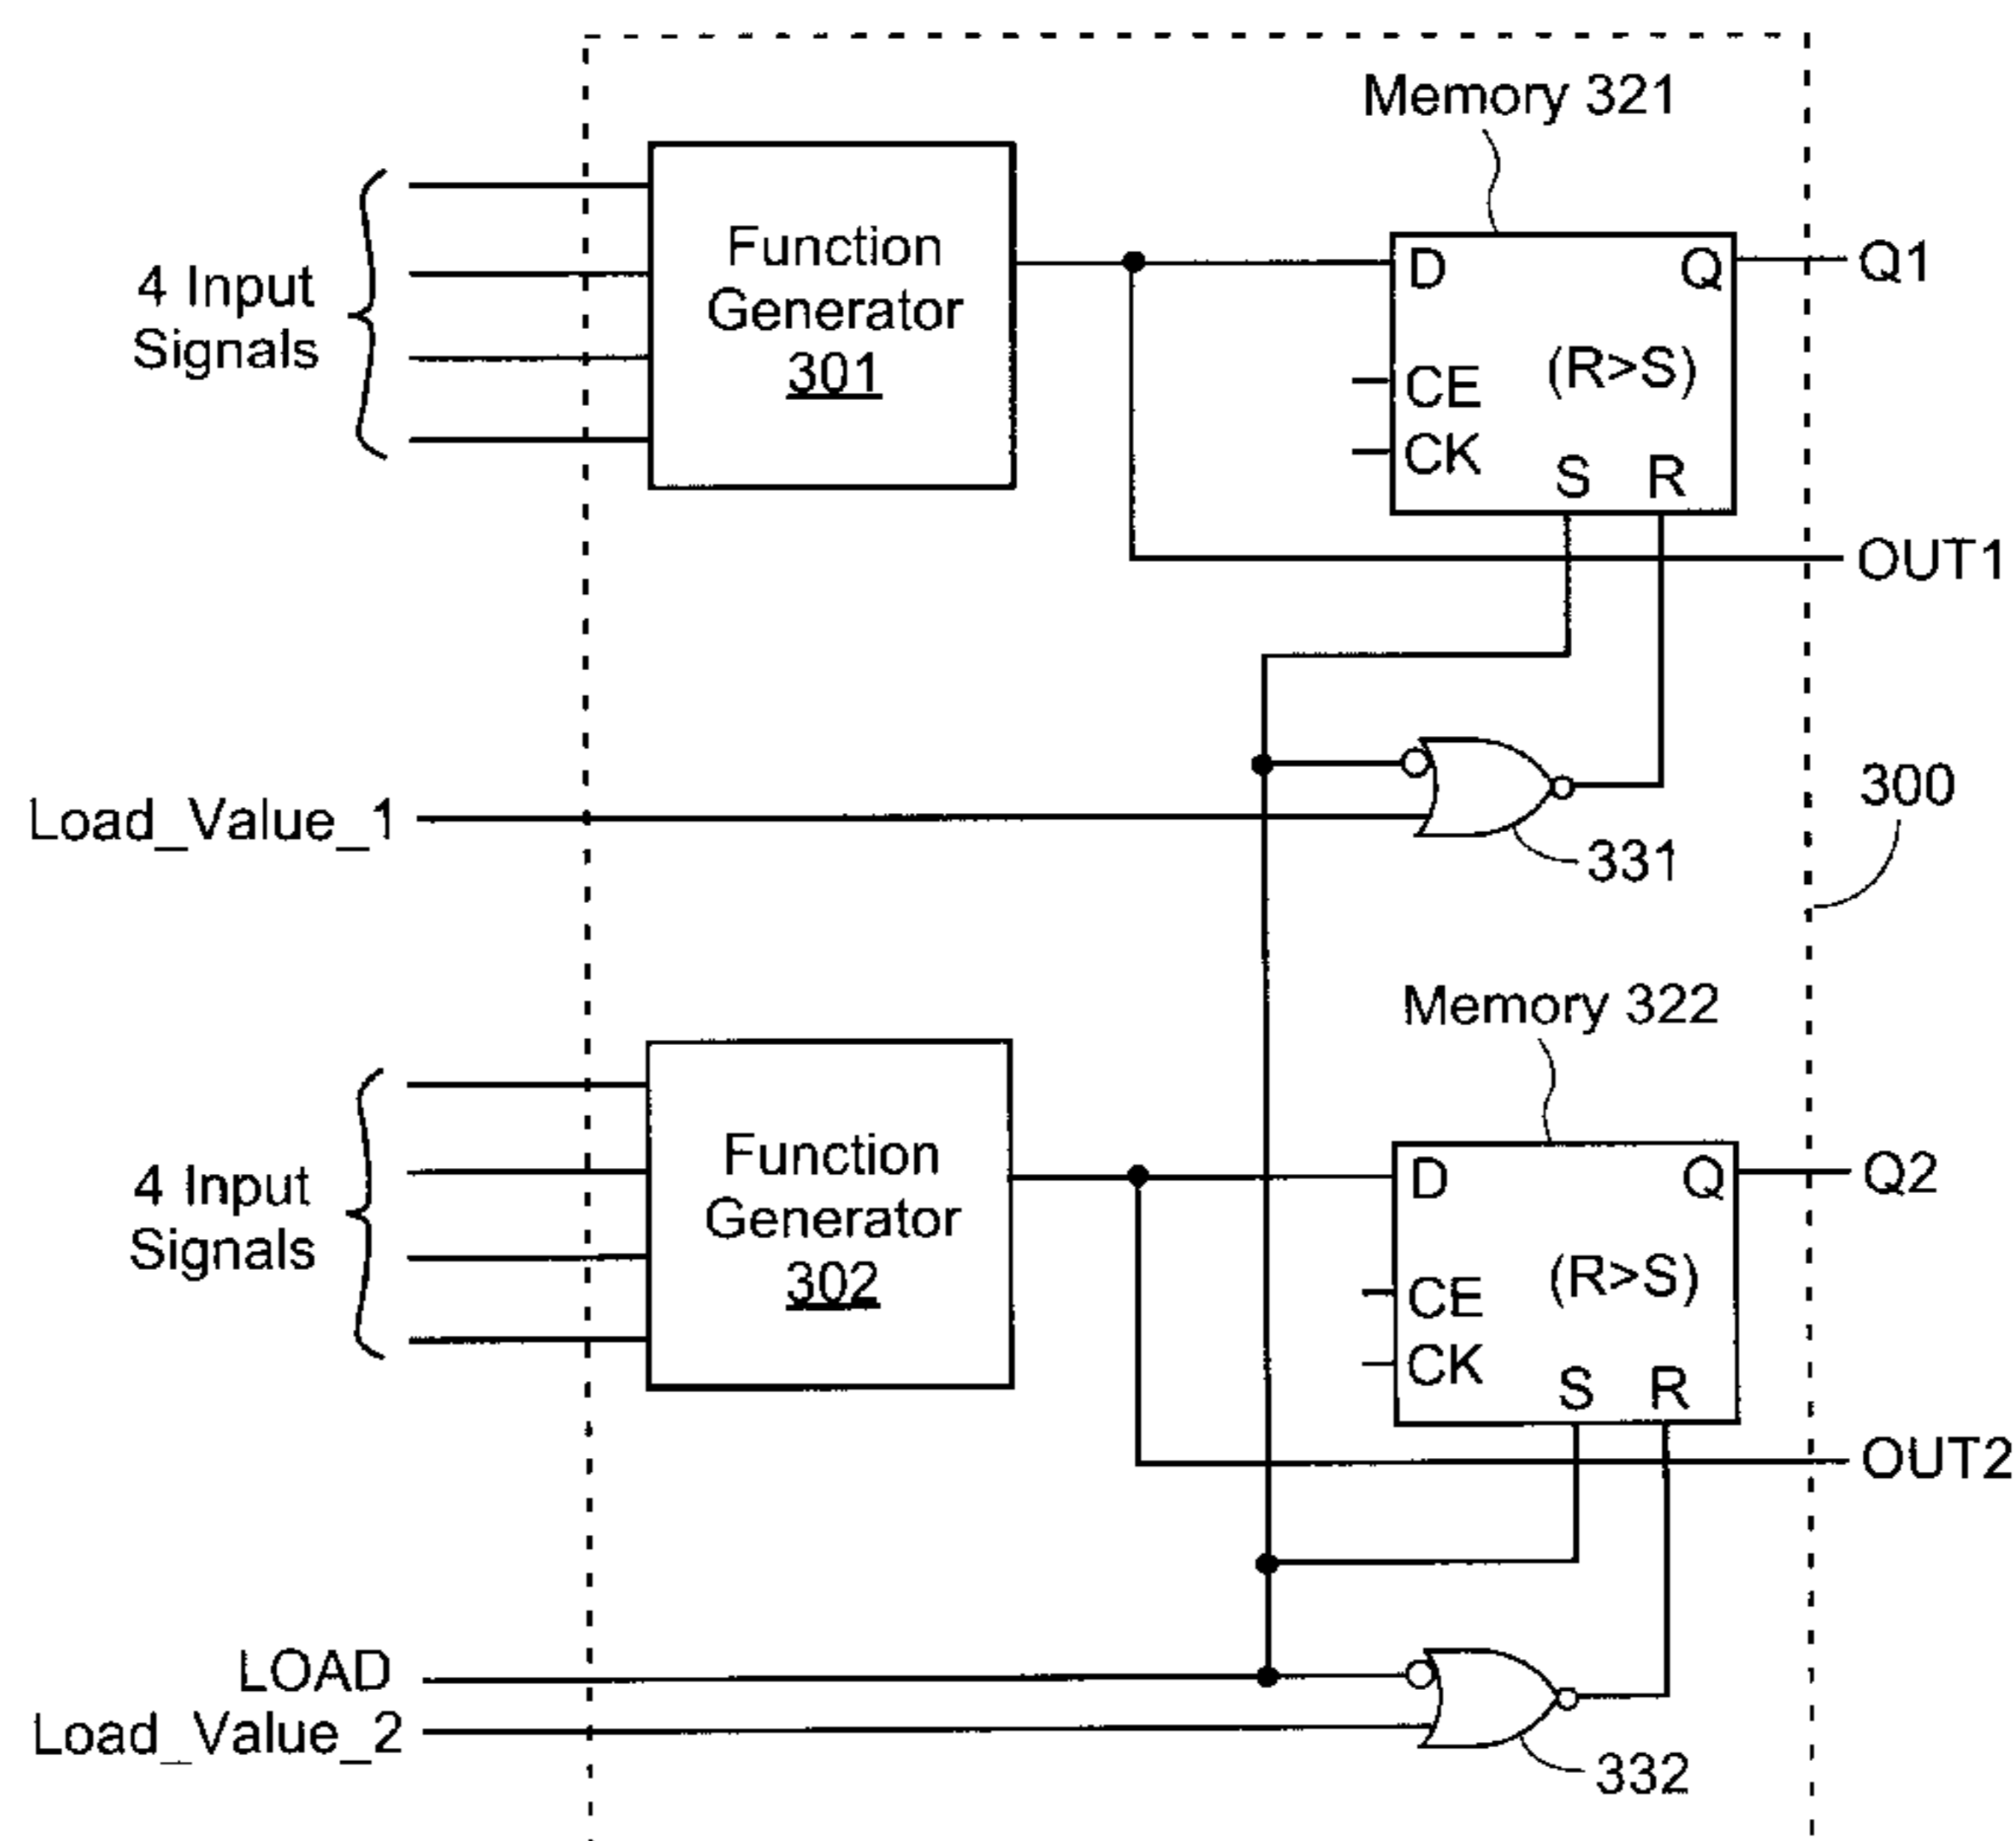 Memory 321
4 Input
Signals
Function
Generator
301
D
Q
Q1
(R>S)
CE
CK
S R
OUT1
Load_Value_1
331
300
Memory 322
4 Input
Signals
Function
Generator
302
D
Q
Q2
(R>S)
CE
CK
S R
OUT2
LOAD
Load_Value_2
332